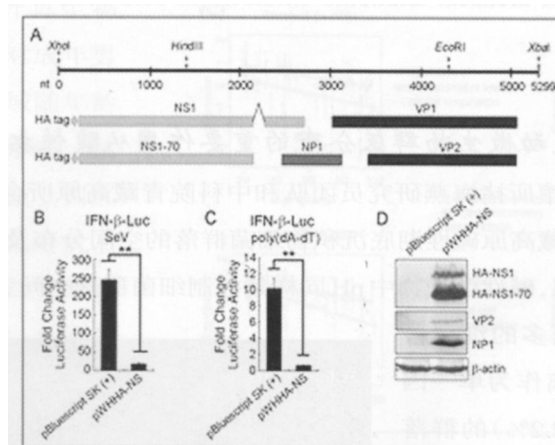 A
XhoI HindIII EcoRI XbaI
nt 0 1000 2000 3000 4000 5000 5299
NS1 VP1
HA tag
NS1-70 NP1 VP2
HA tag
B
IFN-β-Luc
SeV
**
Fold Change
Luciferase Activity
300
250
200
150
100
50
0
pBluescript SK (+)
pWHHA-NS
C
IFN-β-Luc
poly(dA-dT)
**
Fold Change
Luciferase Activity
14
12
10
8
6
4
2
0
pBluescript SK (+)
pWHHA-NS
D
pBluescript SK (+)
pWHHA-NS
HA-NS1
HA-NS1-70
VP2
NP1
β-actin